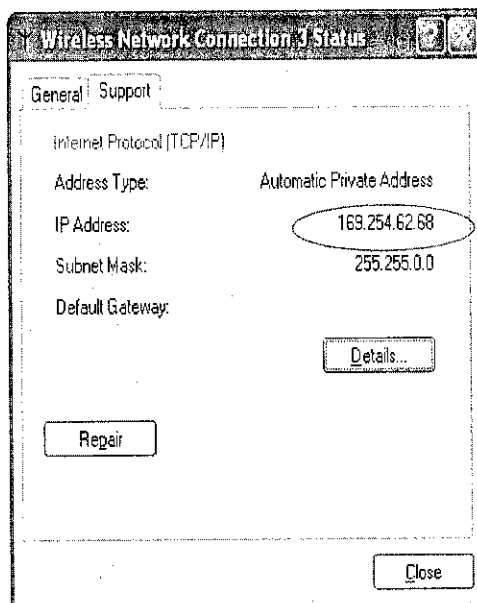 Wireless Network Connection 3 Status
General Support
Internet Protocol (TCP/IP)
Address Type: Automatic Private Address
IP Address: 169.254.62.68
Subnet Mask: 255.255.0.0
Default Gateway:
Details...
Repair
Close